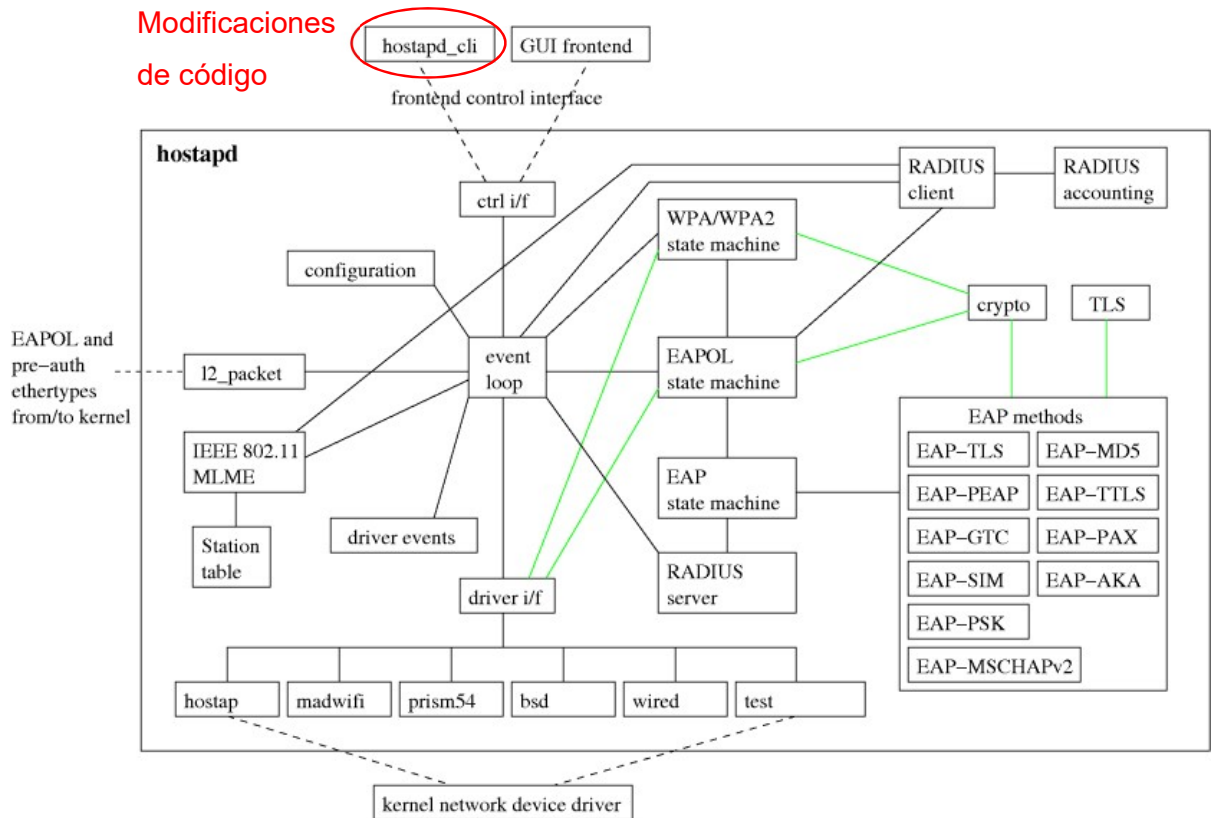 Modificaciones
de código
hostapd_cli
GUI frontend
frontend control interface
hostapd
RADIUS
client
RADIUS
accounting
ctrl i/f
WPA/WPA2
state machine
configuration
crypto
TLS
EAPOL and
pre−auth
ethertypes
from/to kernel
l2_packet
event
loop
EAPOL
state machine
IEEE 802.11
MLME
EAP
state machine
EAP methods
EAP−TLS
EAP−MD5
EAP−PEAP
EAP−TTLS
EAP−GTC
EAP−PAX
EAP−SIM
EAP−AKA
EAP−PSK
EAP−MSCHAPv2
Station
table
driver events
driver i/f
RADIUS
server
hostap
madwifi
prism54
bsd
wired
test
kernel network device driver